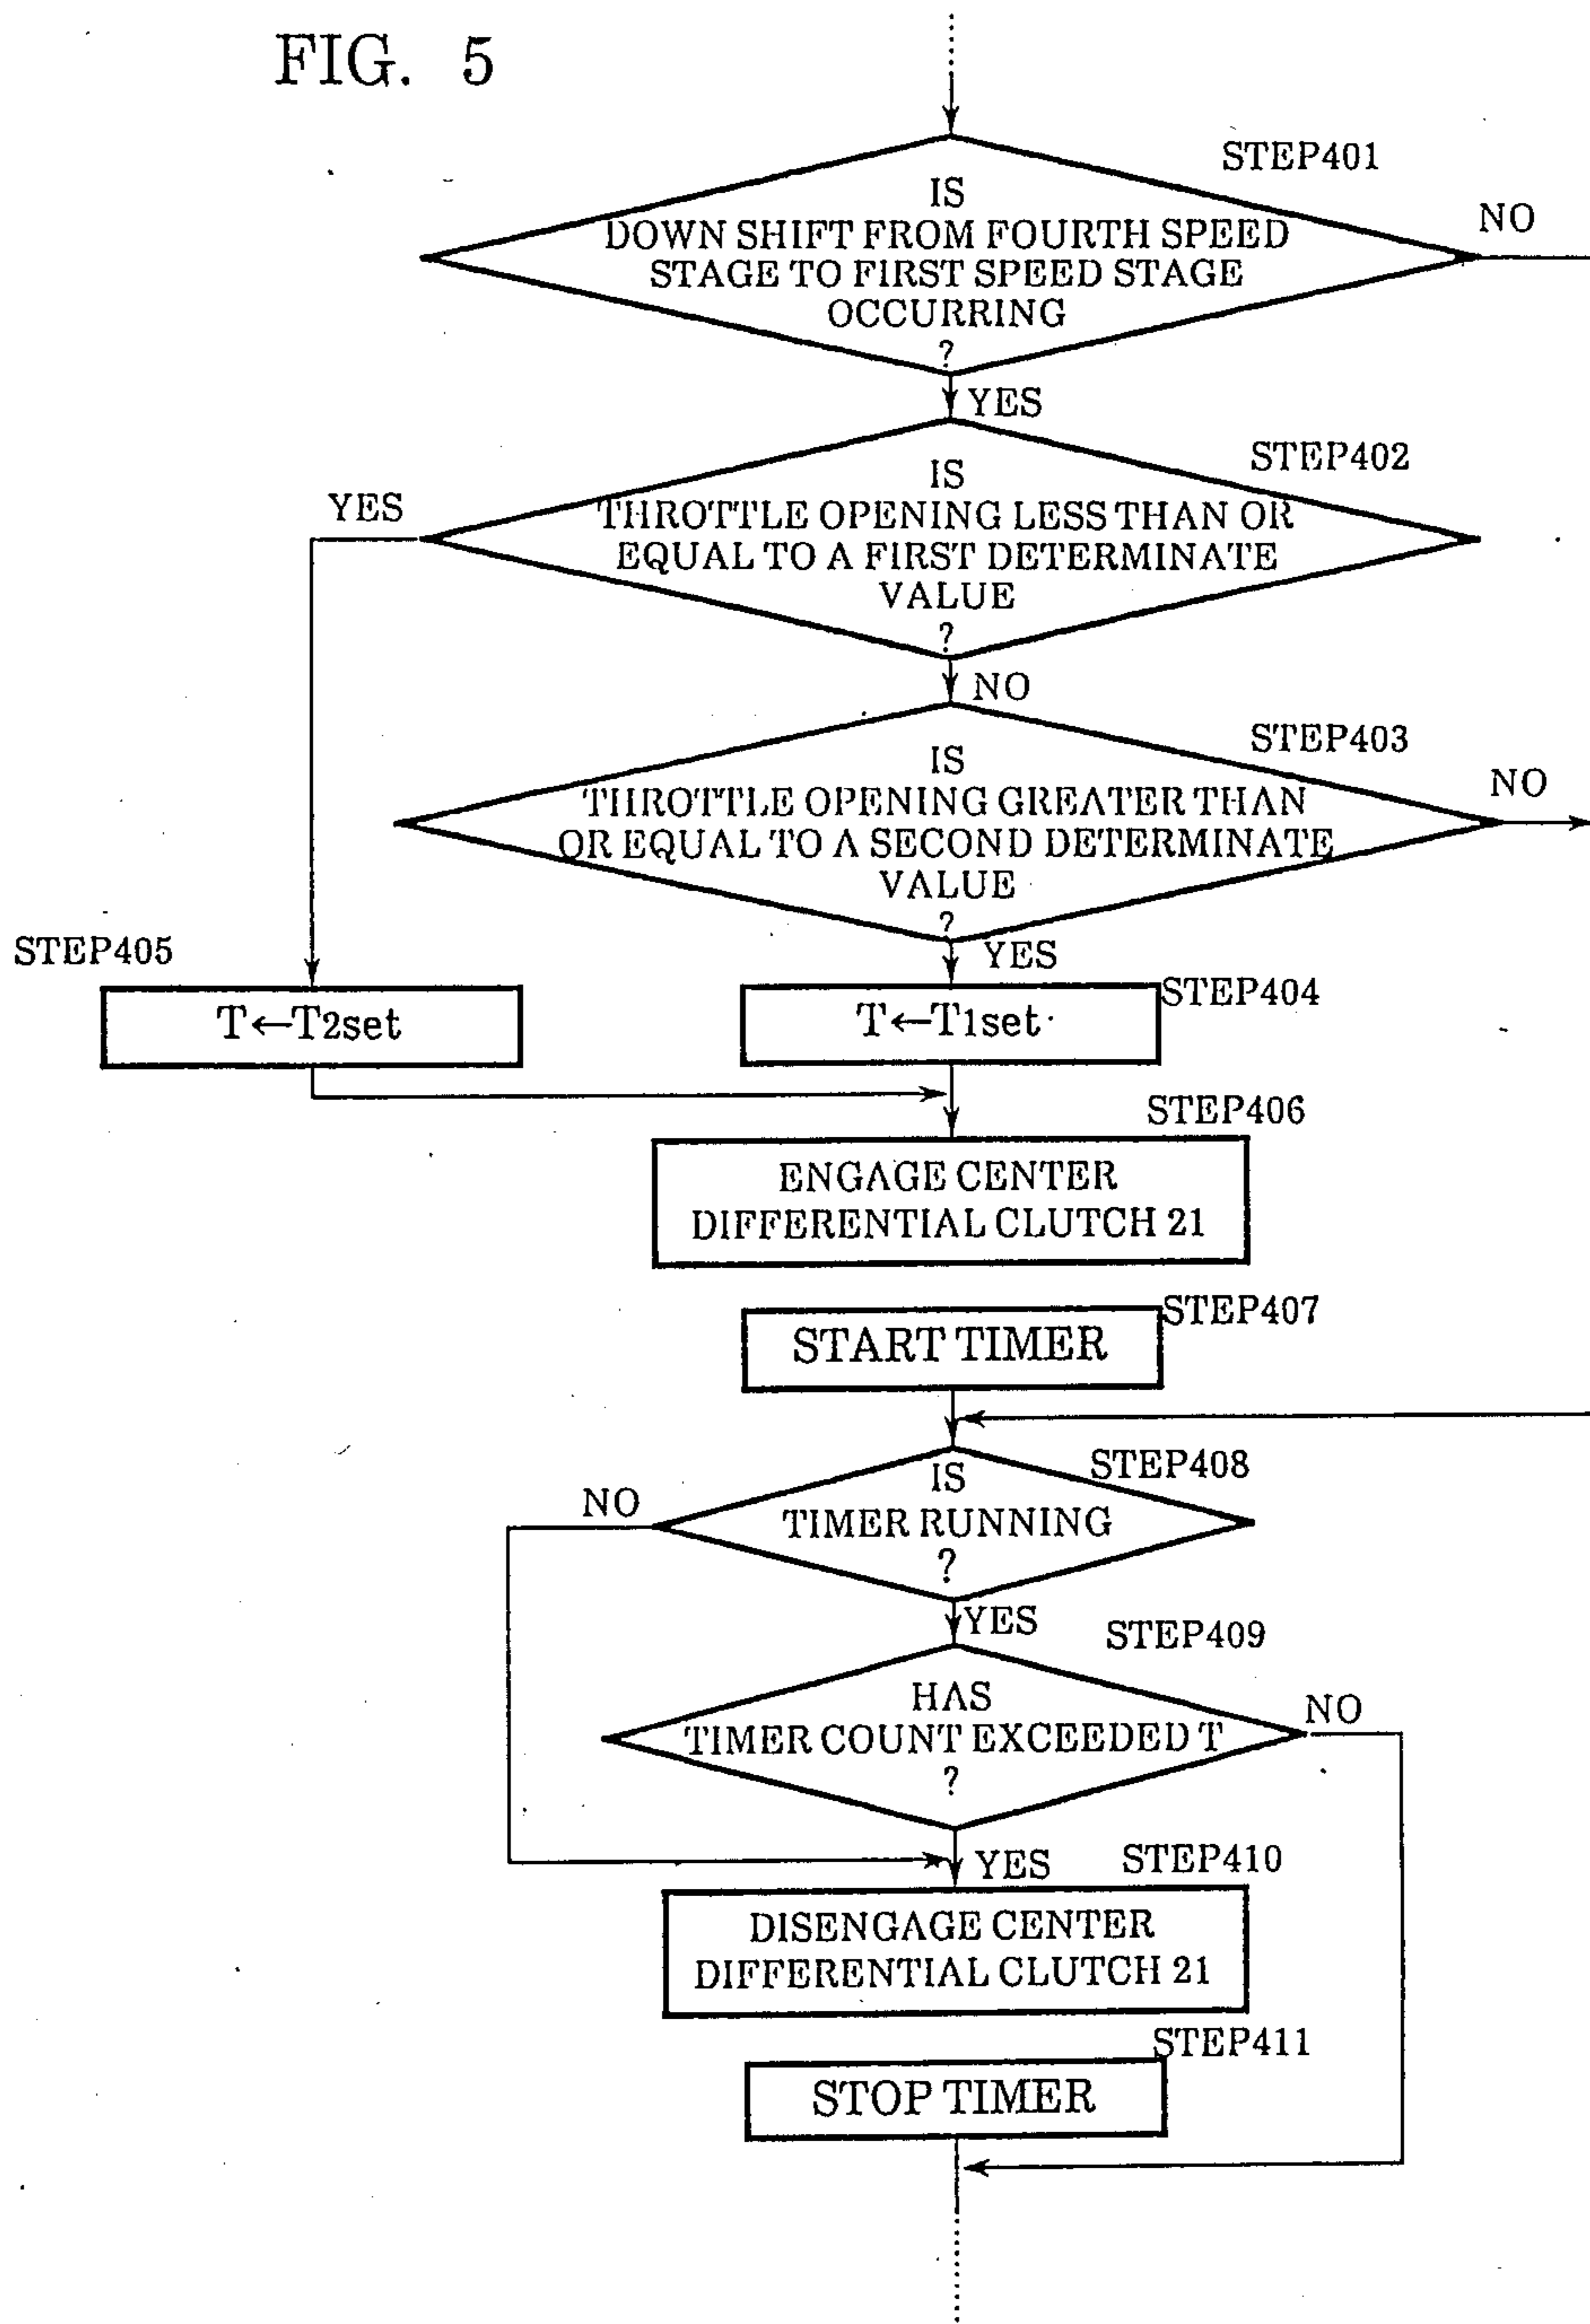 FIG. 5
STEP401
IS
DOWN SHIFT FROM FOURTH SPEED
STAGE TO FIRST SPEED STAGE
OCCURRING
?
NO
YES
STEP402
IS
THROTTLE OPENING LESS THAN OR
EQUAL TO A FIRST DETERMINATE
VALUE
?
YES
NO
STEP403
IS
THROTTLE OPENING GREATER THAN
OR EQUAL TO A SECOND DETERMINATE
VALUE
?
NO
YES
STEP405
T←T2set
STEP404
T←T1set
STEP406
ENGAGE CENTER
DIFFERENTIAL CLUTCH 21
STEP407
START TIMER
STEP408
IS
TIMER RUNNING
?
NO
YES
STEP409
HAS
TIMER COUNT EXCEEDED T
?
NO
YES
STEP410
DISENGAGE CENTER
DIFFERENTIAL CLUTCH 21
STEP411
STOP TIMER